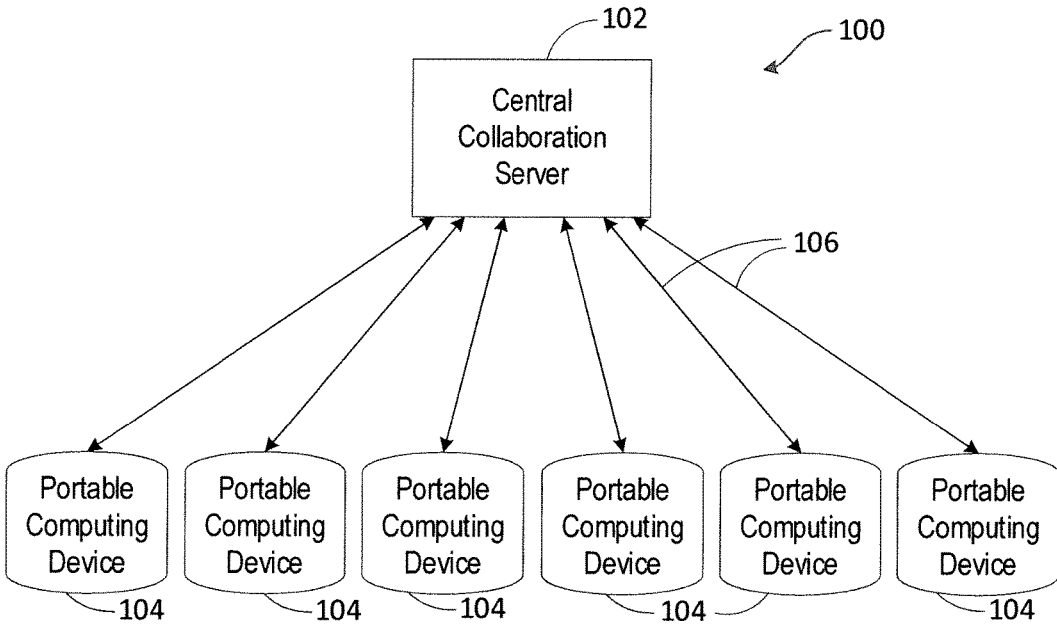 102
100
Central
Collaboration
Server
106
Portable
Computing
Device
Portable
Computing
Device
Portable
Computing
Device
Portable
Computing
Device
Portable
Computing
Device
Portable
Computing
Device
104
104
104
104
104